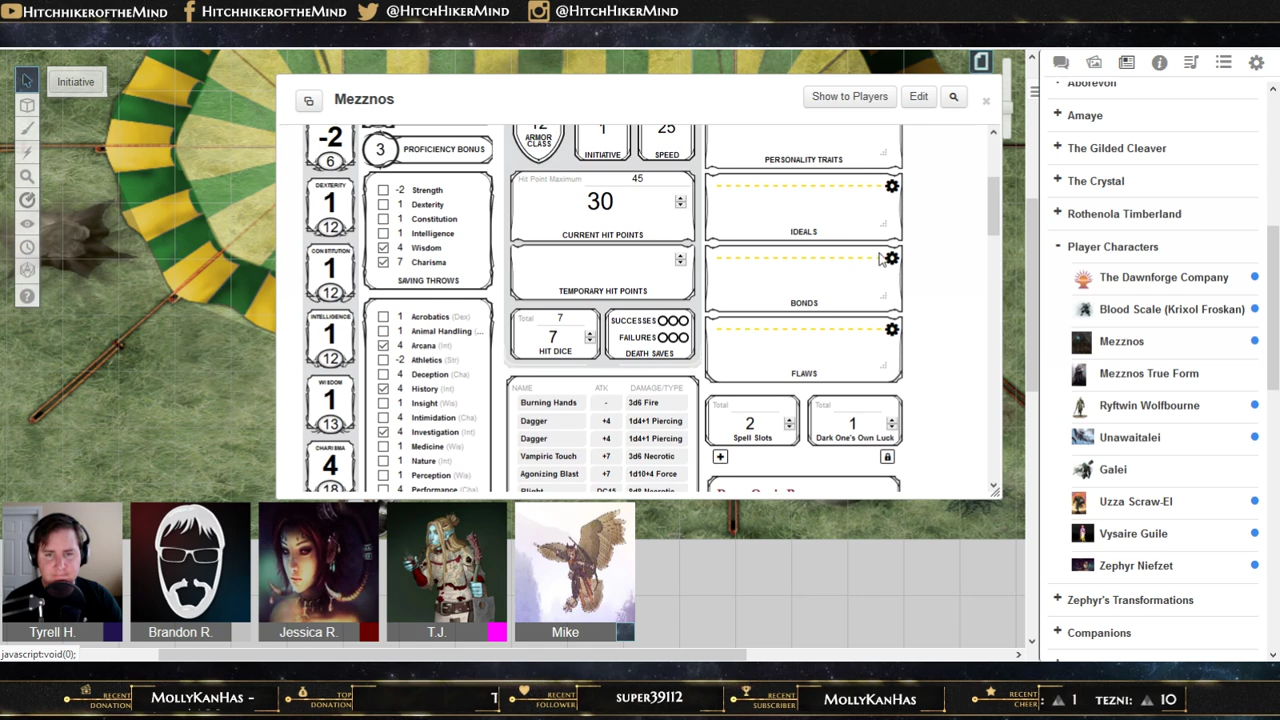 HITCHHIKEROFTHEMIND HITCHHIKEROFTHEMIND @HITCHHIKERMIND @HITCHHIKERMIND
Initiative
Mezznos
Show to Players Edit
-2
6
3 PROFICIENCY BONUS
DEXTERITY
1
12
CONSTITUTION
1
12
INTELLIGENCE
1
12
WISDOM
1
13
CHARISMA
4
18
-2 Strength
1 Dexterity
1 Constitution
1 Intelligence
4 Wisdom
7 Charisma
SAVING THROWS
1 Acrobatics (Dex)
1 Animal Handling (...
4 Arcana (Int)
-2 Athletics (Str)
4 Deception (Cha)
4 History (Int)
1 Insight (Wis)
4 Intimidation (Cha)
4 Investigation (Int)
1 Medicine (Wis)
1 Nature (Int)
1 Perception (Wis)
4 Performance (Cha)
12
ARMOR
CLASS
1
INITIATIVE
25
SPEED
Hit Point Maximum 45
30
CURRENT HIT POINTS
TEMPORARY HIT POINTS
Total 7
7
HIT DICE
SUCCESSES
FAILURES
DEATH SAVES
NAME ATK DAMAGE/TYPE
Burning Hands - 3d6 Fire
Dagger +4 1d4+1 Piercing
Dagger +4 1d4+1 Piercing
Vampiric Touch +7 3d6 Necrotic
Agonizing Blast +7 1d10+4 Force
Blight DC15 8d8 Necrotic
PERSONALITY TRAITS
IDEALS
BONDS
FLAWS
Total
2
Spell Slots
Total
1
Dark One's Own Luck
Aborevon
Amaye
The Gilded Cleaver
The Crystal
Rothenola Timberland
Player Characters
The Dawnforge Company
Blood Scale (Krixol Froskan)
Mezznos
Mezznos True Form
Ryftwin Wolfbourne
Unawaitalei
Galei
Uzza Scraw-El
Vysaire Guile
Zephyr Niefzet
Zephyr's Transformations
Companions
Tyrell H. Brandon R. Jessica R. T.J. Mike
javascript:void(0);
RECENT DONATION MOLLYKANHAS - TOP DONATION RECENT FOLLOWER SUPER39112 RECENT SUBSCRIBER MOLLYKANHAS RECENT CHEER : 1 TEZNI: 10